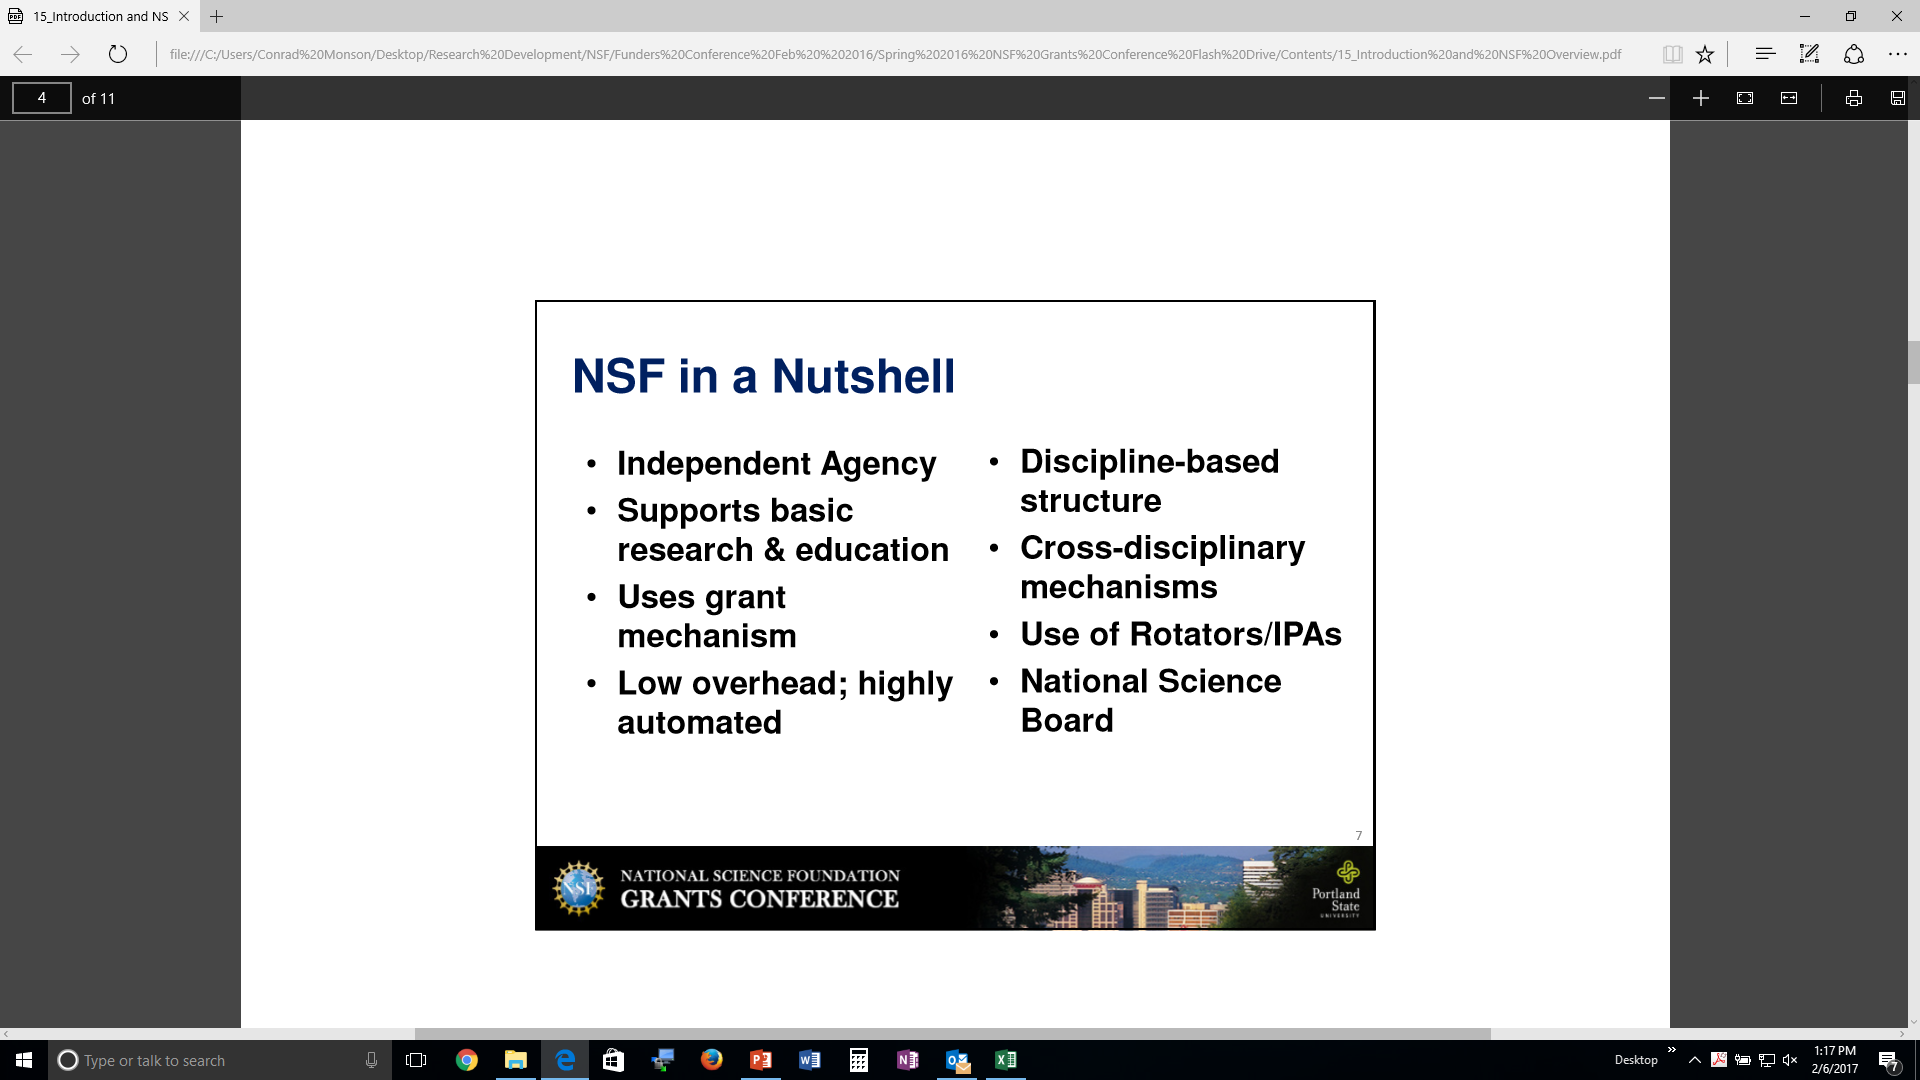 15_Introduction and NS
file:///C:/Users/Conrad%20Monson/Desktop/Research%20Development/NSF/Funders%20Conference%20Feb%20%202016/Spring%202016%20NSF%20Grants%20Conference%20Flash%20Drive/Contents/15_Introduction%20and%20NSF%20Overview.pdf
4 of 11
NSF in a Nutshell
• Independent Agency
• Supports basic
research & education
• Uses grant
mechanism
• Low overhead; highly
automated
• Discipline-based
structure
• Cross-disciplinary
mechanisms
• Use of Rotators/IPAs
• National Science
Board
7
NSF
NATIONAL SCIENCE FOUNDATION
GRANTS CONFERENCE
Portland
State
UNIVERSITY
Type or talk to search
Desktop
1:17 PM
2/6/2017
7